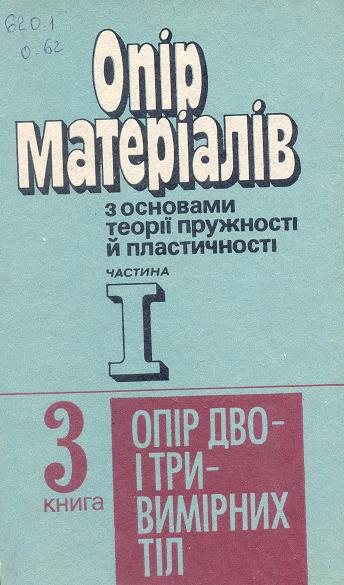 620.1
О.62
Опір
матеріалів
з основами
теорії пружності
й пластичності
ЧАСТИНА
I
3
книга
ОПІР ДВО-
І ТРИ-
ВИМІРНИХ
ТІЛ